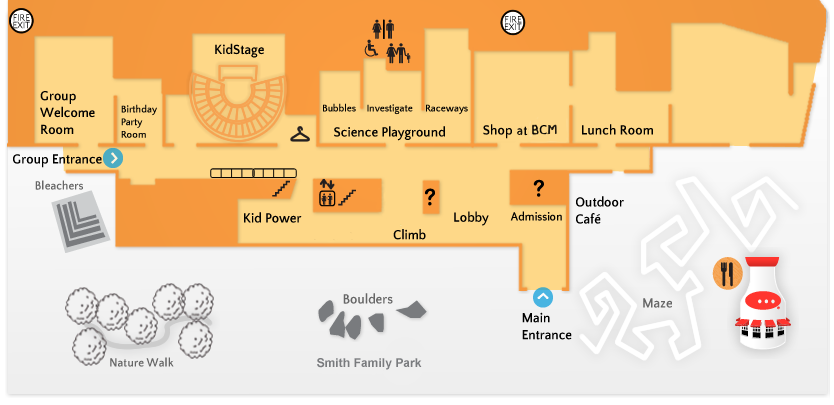 FIRE
EXIT
FIRE
EXIT
KidStage
Group
Welcome
Room
Birthday
Party
Room
Bubbles
Investigate
Raceways
Science Playground
Shop at BCM
Lunch Room
Group Entrance
Bleachers
?
?
Kid Power
Climb
Lobby
Admission
Outdoor
Café
Boulders
Maze
Main
Entrance
Nature Walk
Smith Family Park